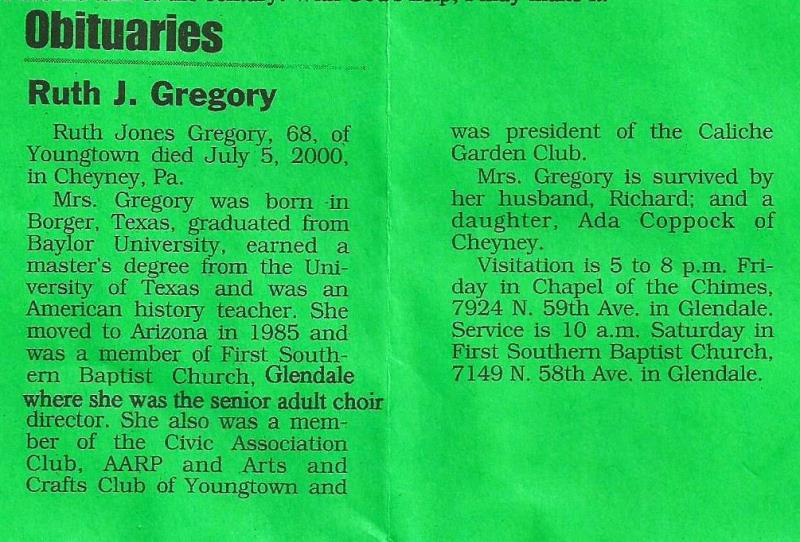 Obituaries
Ruth J. Gregory
Ruth Jones Gregory, 68, of
Youngtown died July 5, 2000,
in Cheyney, Pa.
Mrs. Gregory was born in
Borger, Texas, graduated from
Baylor University, earned a
master's degree from the Uni-
versity of Texas and was an
American history teacher. She
moved to Arizona in 1985 and
was a member of First South-
ern Baptist Church, Glendale
where she was the senior adult choir
director. She also was a mem-
ber of the Civic Association
Club, AARP and Arts and
Crafts Club of Youngtown and
was president of the Caliche
Garden Club.
Mrs. Gregory is survived by
her husband, Richard; and a
daughter, Ada Coppock of
Cheyney.
Visitation is 5 to 8 p.m. Fri-
day in Chapel of the Chimes,
7924 N. 59th Ave. in Glendale.
Service is 10 a.m. Saturday in
First Southern Baptist Church,
7149 N. 58th Ave. in Glendale.